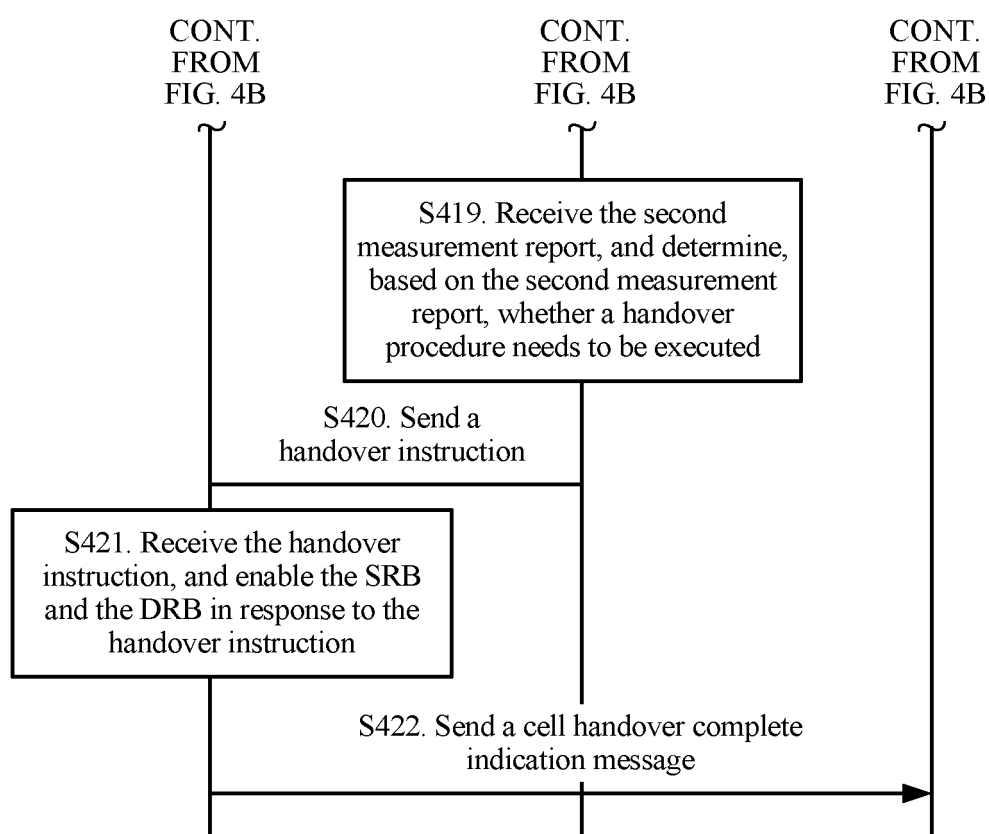 CONT.
FROM
FIG. 4B
CONT.
FROM
FIG. 4B
CONT.
FROM
FIG. 4B
S419. Receive the second
measurement report, and determine,
based on the second measurement
report, whether a handover
procedure needs to be executed
S420. Send a
handover instruction
S421. Receive the handover
instruction, and enable the SRB
and the DRB in response to the
handover instruction
S422. Send a cell handover complete
indication message